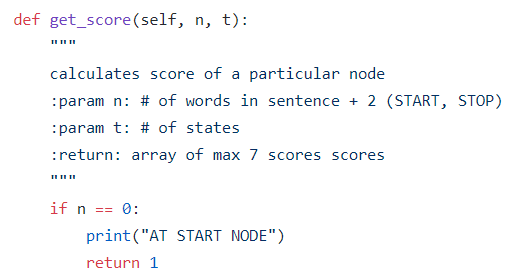 def get_score(self, n, t):
    """
    calculates score of a particular node
    :param n: # of words in sentence + 2 (START, STOP)
    :param t: # of states
    :return: array of max 7 scores scores
    """
    if n == 0:
        print("AT START NODE")
        return 1